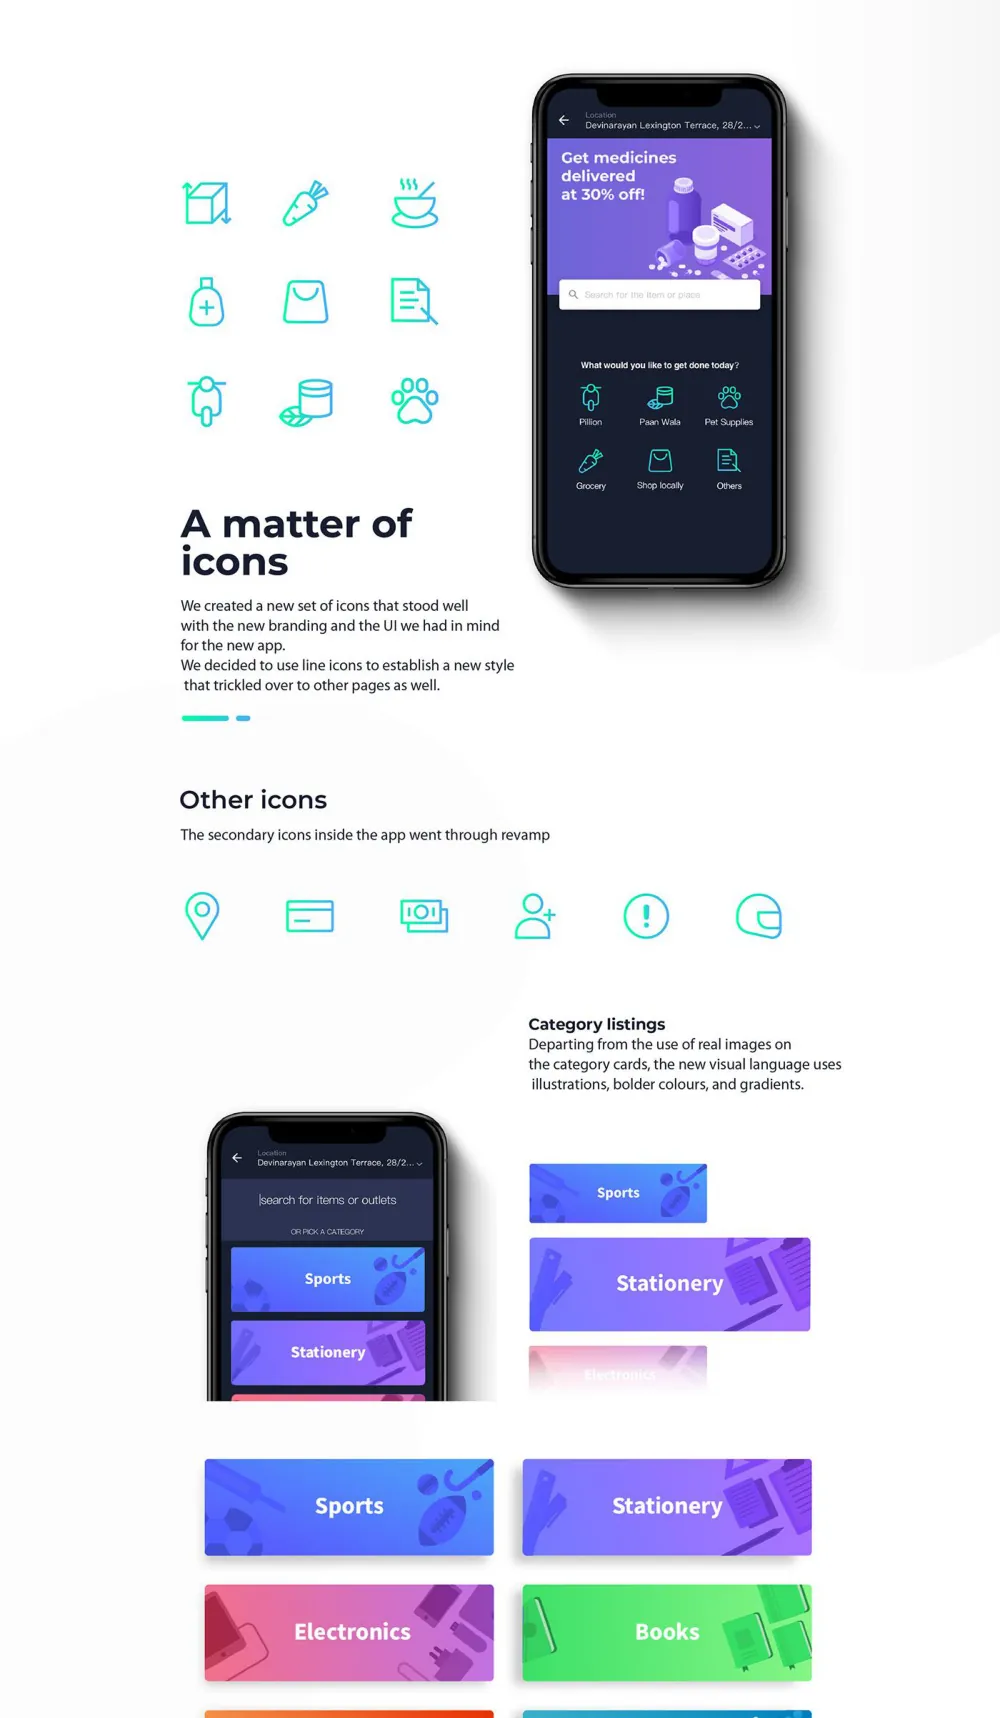 Location
Devinarayan Lexington Terrace, 28/2...
Get medicines
delivered
at 30% off!
Search for the item or place
What would you like to get done today?
Pillion
Paan Wala
Pet Supplies
Grocery
Shop locally
Others
A matter of
icons
We created a new set of icons that stood well
with the new branding and the UI we had in mind
for the new app.
We decided to use line icons to establish a new style
that trickled over to other pages as well.
Other icons
The secondary icons inside the app went through revamp
Category listings
Departing from the use of real images on
the category cards, the new visual language uses
illustrations, bolder colours, and gradients.
Location
Devinarayan Lexington Terrace, 28/2...
search for items or outlets
OR PICK A CATEGORY
Sports
Stationery
Sports
Stationery
Electronics
Sports
Stationery
Electronics
Books